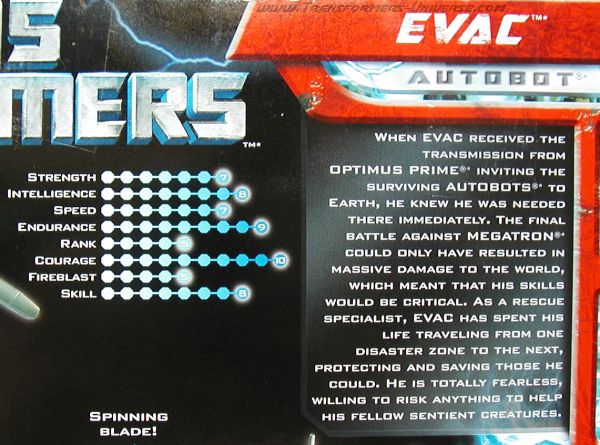 www.Transformers-Universe.com
EVAC™*
AUTOBOT®*
S
MERS
™*
STRENGTH 7
INTELLIGENCE 8
SPEED 7
ENDURANCE 9
RANK 5
COURAGE 10
FIREBLAST 5
SKILL 8
SPINNING
BLADE!
WHEN EVAC RECEIVED THE
TRANSMISSION FROM
OPTIMUS PRIME®* INVITING THE
SURVIVING AUTOBOTS®* TO
EARTH, HE KNEW HE WAS NEEDED
THERE IMMEDIATELY. THE FINAL
BATTLE AGAINST MEGATRON®*
COULD ONLY HAVE RESULTED IN
MASSIVE DAMAGE TO THE WORLD,
WHICH MEANT THAT HIS SKILLS
WOULD BE CRITICAL. AS A RESCUE
SPECIALIST, EVAC HAS SPENT HIS
LIFE TRAVELING FROM ONE
DISASTER ZONE TO THE NEXT,
PROTECTING AND SAVING THOSE HE
COULD. HE IS TOTALLY FEARLESS,
WILLING TO RISK ANYTHING TO HELP
HIS FELLOW SENTIENT CREATURES.